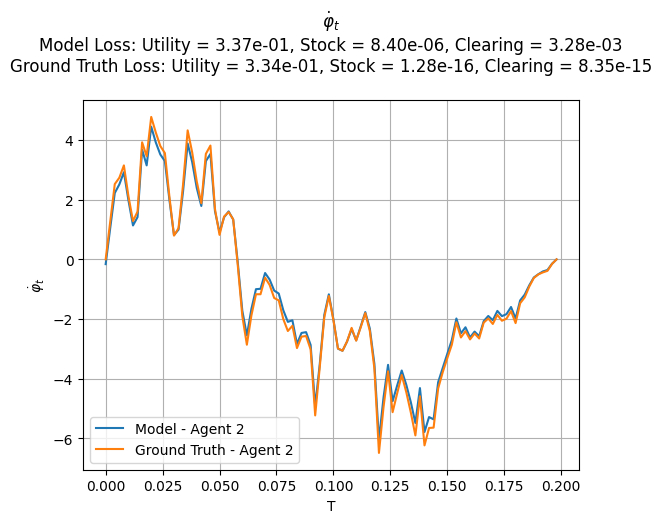 φ̇ₜ
Model Loss: Utility = 3.37e-01, Stock = 8.40e-06, Clearing = 3.28e-03
Ground Truth Loss: Utility = 3.34e-01, Stock = 1.28e-16, Clearing = 8.35e-15
4
2
0
−2
−4
−6
φ̇ₜ
Model - Agent 2
Ground Truth - Agent 2
0.000 0.025 0.050 0.075 0.100 0.125 0.150 0.175 0.200
T